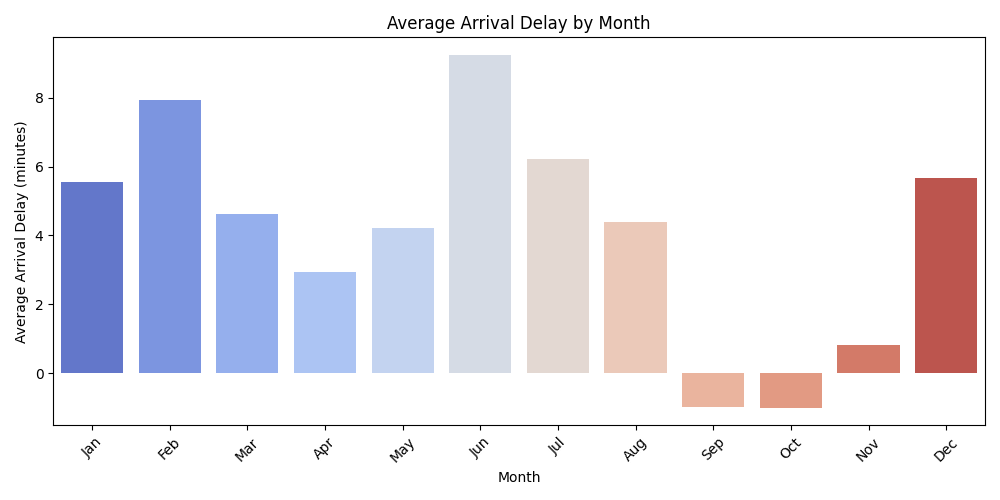 Average Arrival Delay by Month
Average Arrival Delay (minutes)
8
6
4
2
0
Jan
Feb
Mar
Apr
May
Jun
Jul
Aug
Sep
Oct
Nov
Dec
Month